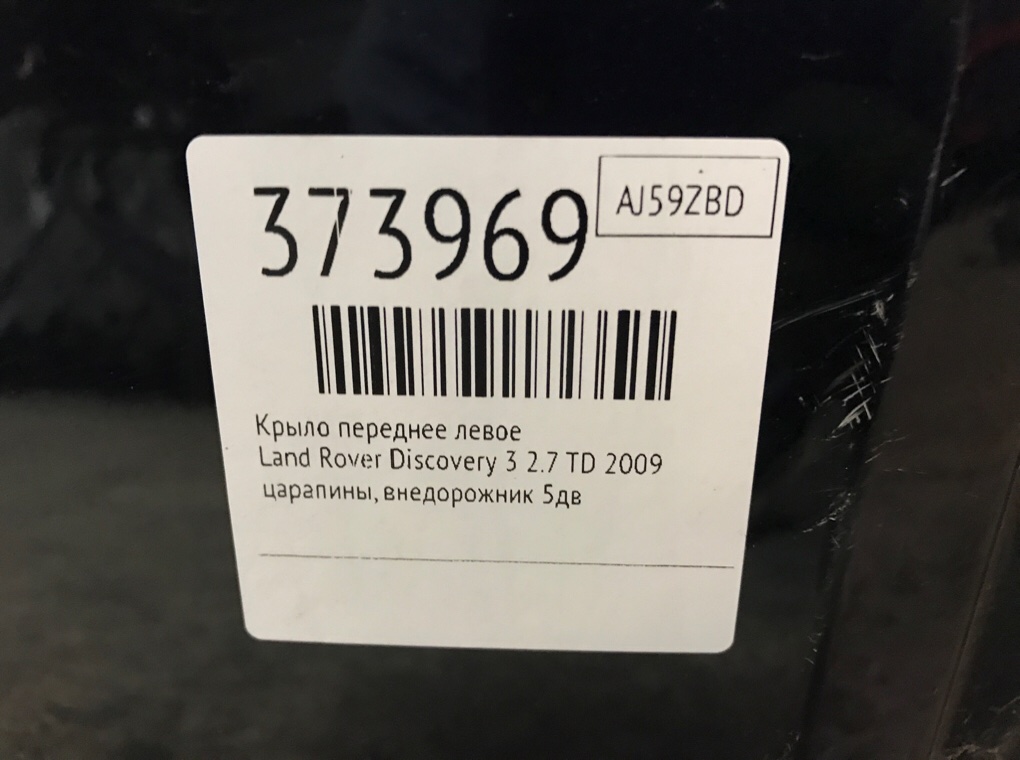 373969
AJ59ZBD
Крыло переднее левое
Land Rover Discovery 3 2.7 TD 2009
царапины, внедорожник 5дв